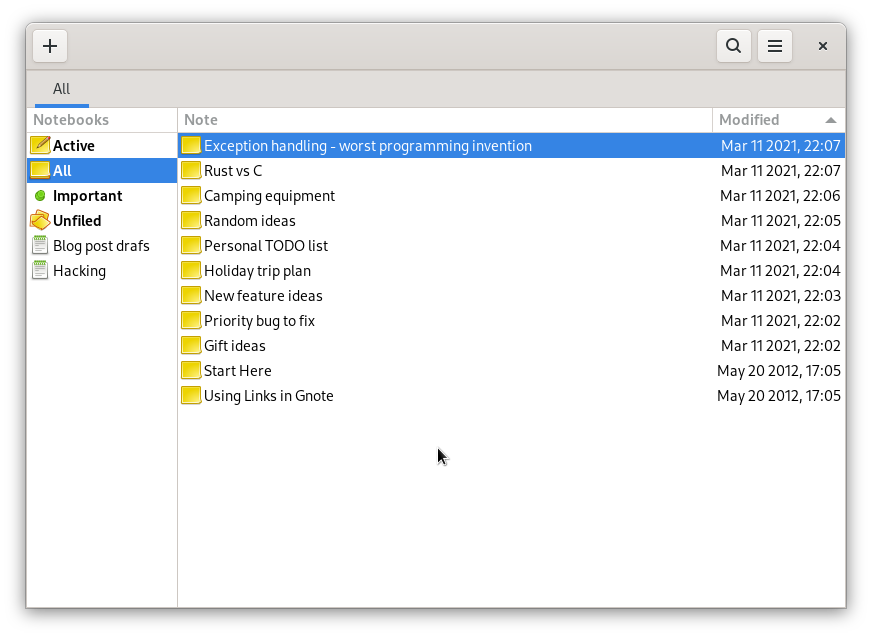 All
Notebooks Note Modified
Active
All
Important
Unfiled
Blog post drafs
Hacking
Exception handling - worst programming invention Mar 11 2021, 22:07
Rust vs C Mar 11 2021, 22:07
Camping equipment Mar 11 2021, 22:06
Random ideas Mar 11 2021, 22:05
Personal TODO list Mar 11 2021, 22:04
Holiday trip plan Mar 11 2021, 22:04
New feature ideas Mar 11 2021, 22:03
Priority bug to fix Mar 11 2021, 22:02
Gift ideas Mar 11 2021, 22:02
Start Here May 20 2012, 17:05
Using Links in Gnote May 20 2012, 17:05